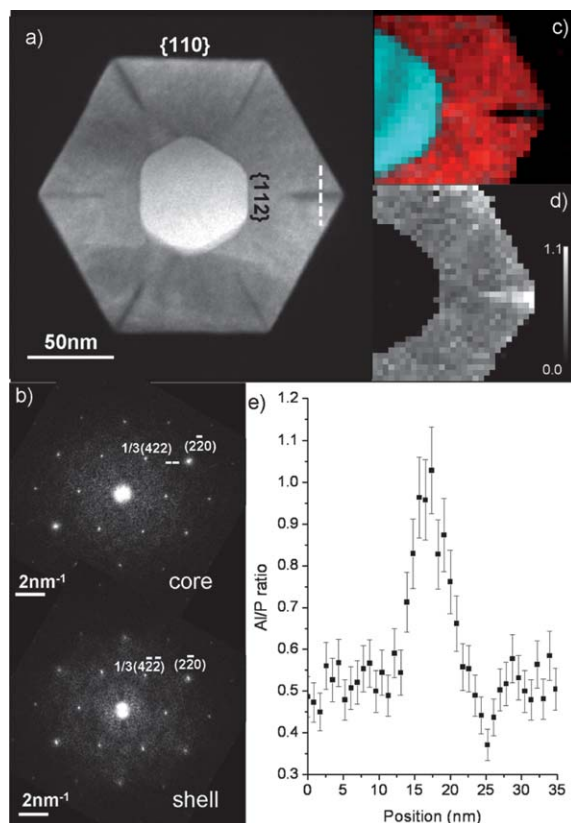 a)
{110}
{112}
50nm
c)
d)
1.1
0.0
b)
1/3(422)
(2̄20)
core
2nm⁻¹
1/3(42̄2̄)
(2̄20)
shell
2nm⁻¹
e)
1.2
1.1
1.0
0.9
0.8
0.7
0.6
0.5
0.4
0.3
Al/P ratio
0 5 10 15 20 25 30 35
Position (nm)